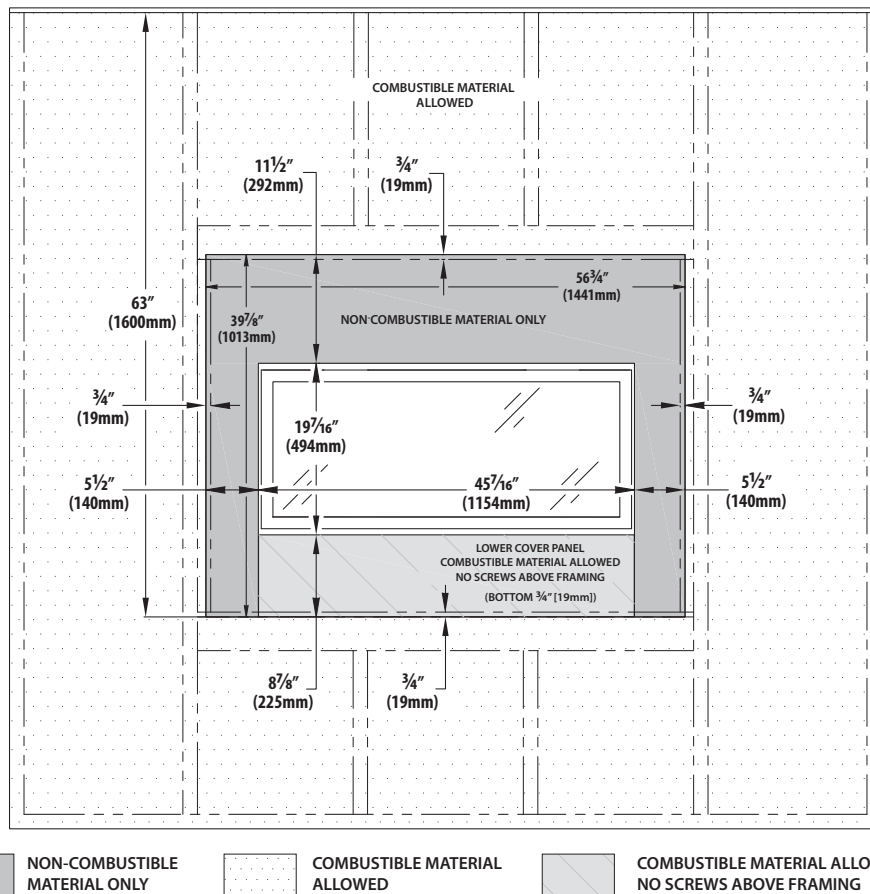 COMBUSTIBLE MATERIAL
ALLOWED
11½"
(292mm)
¾"
(19mm)
56¾"
(1441mm)
63"
(1600mm)
39⅞"
(1013mm)
NON-COMBUSTIBLE MATERIAL ONLY
¾"
(19mm)
19⁷⁄₁₆"
(494mm)
¾"
(19mm)
5½"
(140mm)
45⁷⁄₁₆"
(1154mm)
5½"
(140mm)
LOWER COVER PANEL
COMBUSTIBLE MATERIAL ALLOWED
NO SCREWS ABOVE FRAMING
(BOTTOM ¾" [19mm])
8⅞"
(225mm)
¾"
(19mm)
NON-COMBUSTIBLE
MATERIAL ONLY
COMBUSTIBLE MATERIAL
ALLOWED
COMBUSTIBLE MATERIAL ALLO
NO SCREWS ABOVE FRAMING